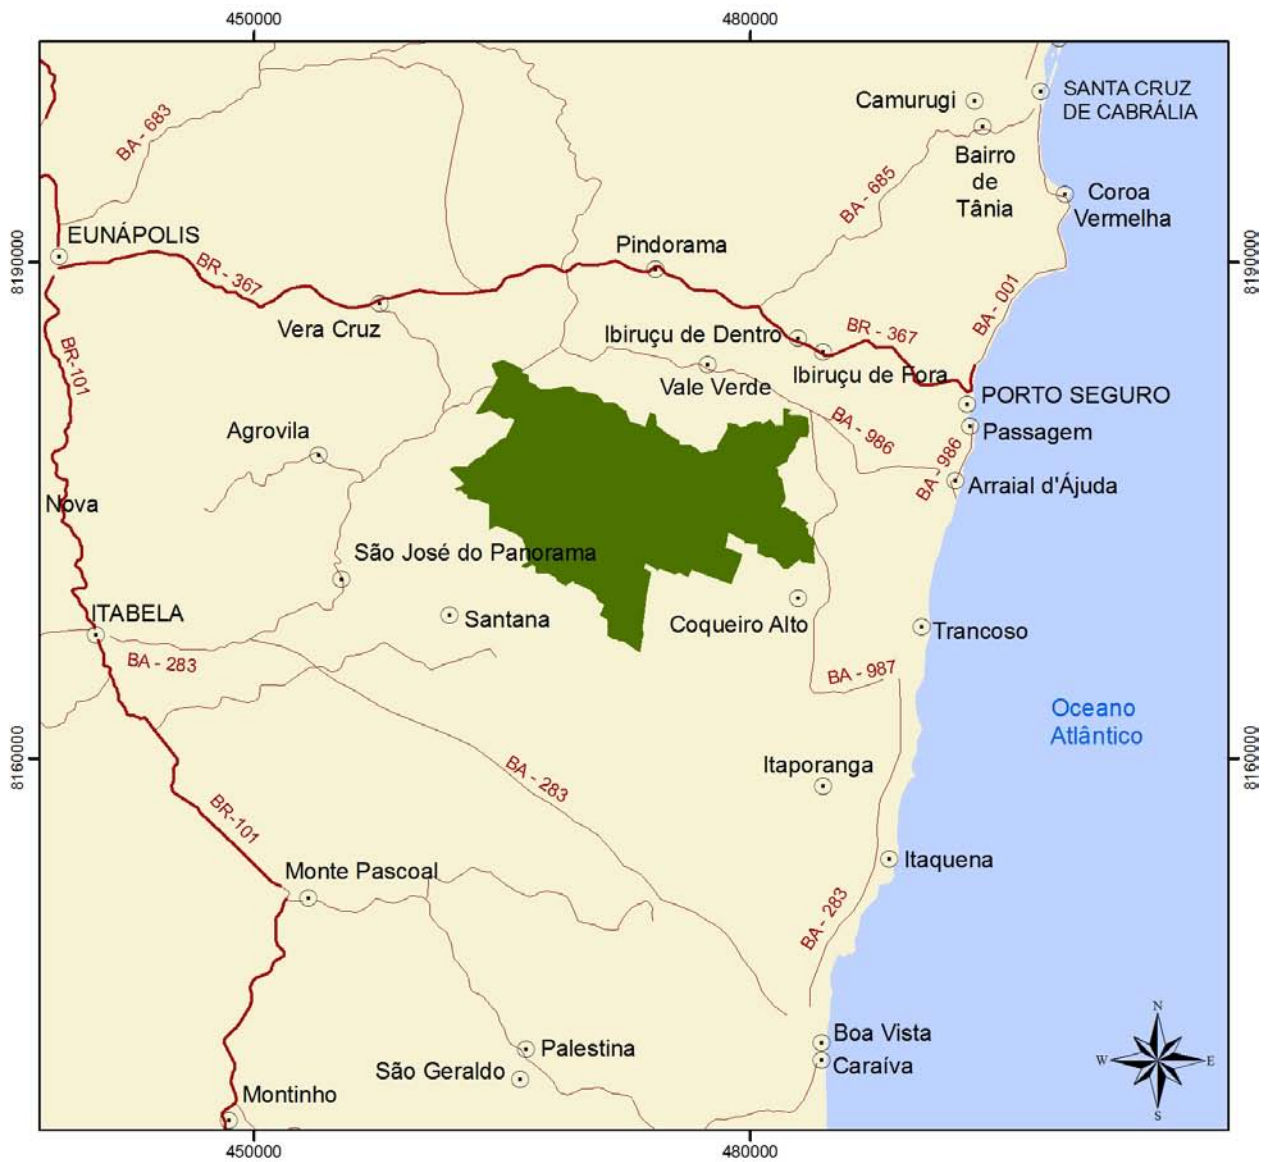 450000
480000
Camurugi
SANTA CRUZ
DE CABRÁLIA
BA - 683
Bairro
de
Tânia
BA - 685
Coroa
Vermelha
EUNÁPOLIS
Pindorama
8190000
8190000
BR - 367
BA - 001
Vera Cruz
Ibiruçu de Dentro
BR - 367
BR-101
Vale Verde
Ibiruçu de Fora
PORTO SEGURO
Agrovila
BA - 986
Passagem
BA - 986
Arraial d'Ájuda
Nova
São José do Panorama
ITABELA
Santana
Coqueiro Alto
Trancoso
BA - 283
BA - 987
Oceano
Atlântico
8160000
8160000
BA - 283
Itaporanga
BR-101
Monte Pascoal
Itaquena
BA - 283
Boa Vista
Palestina
Caraíva
São Geraldo
Montinho
N
W
E
S
450000
480000